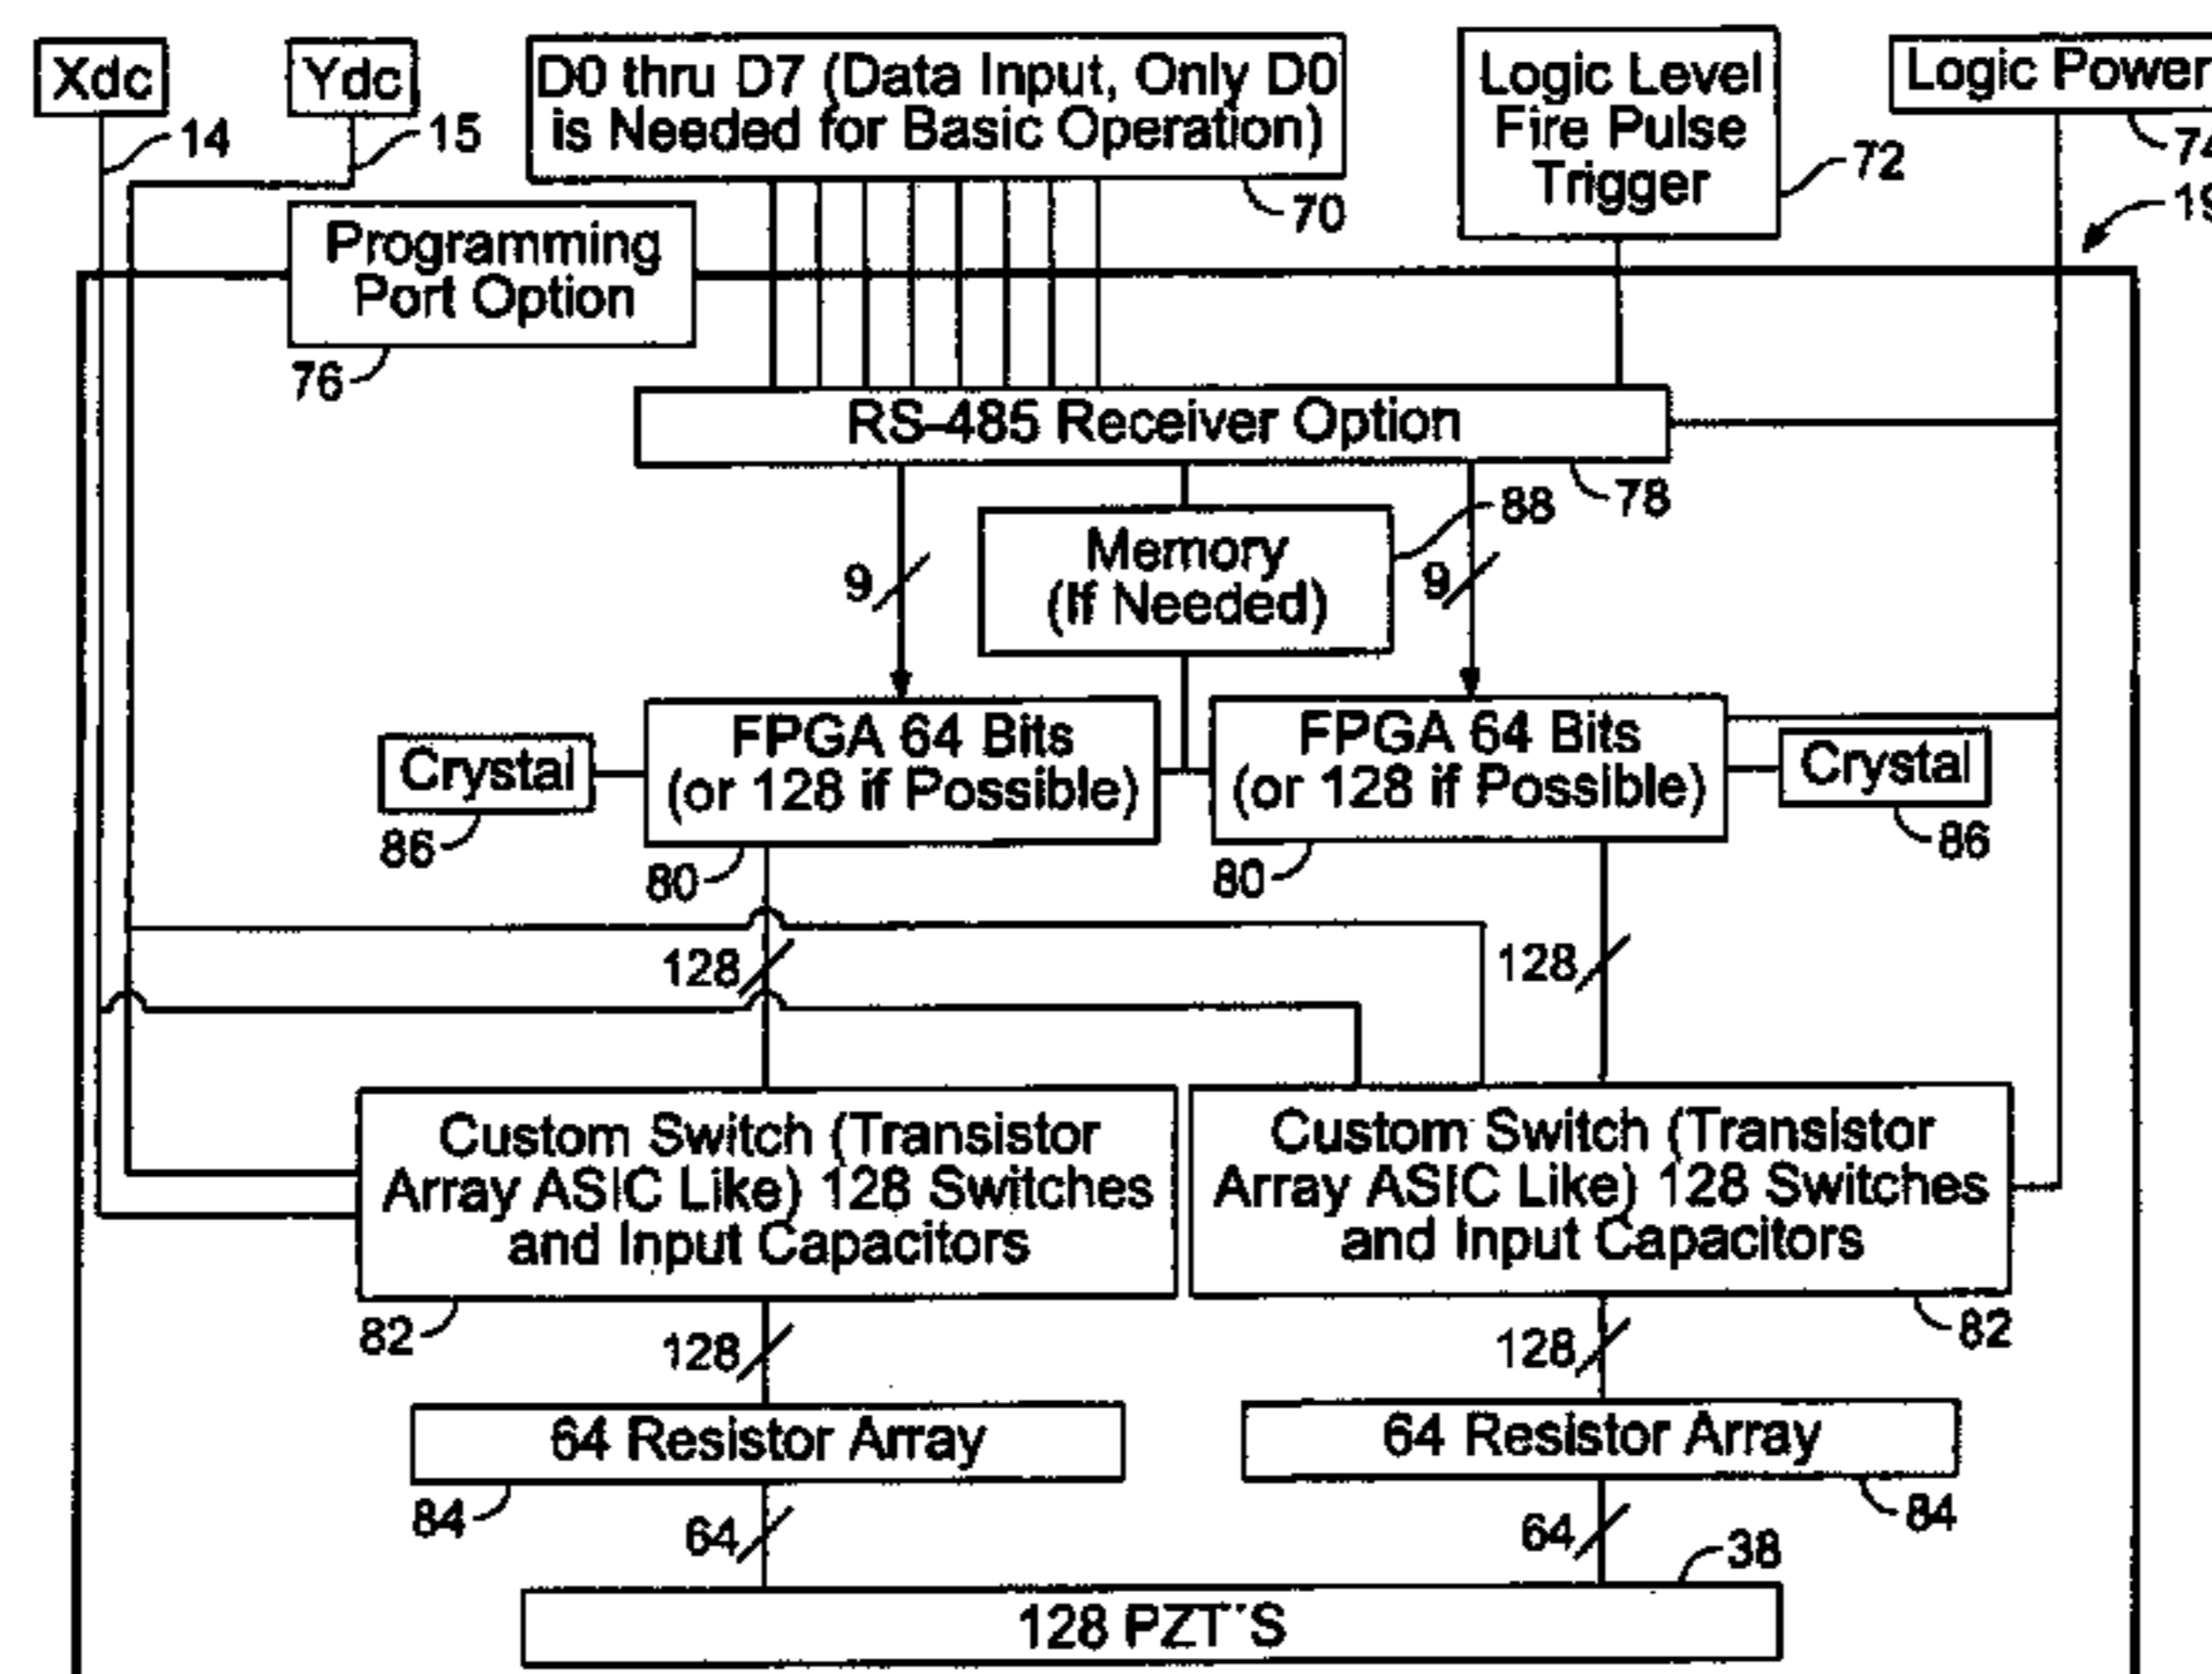 Xdc
Ydc
D0 thru D7 (Data Input, Only D0
is Needed for Basic Operation)
Logic Level
Fire Pulse
Trigger
Logic Power
14
15
70
72
74
19
Programming
Port Option
76
RS-485 Receiver Option
78
88
Memory
(If Needed)
9
9
FPGA 64 Bits
(or 128 if Possible)
FPGA 64 Bits
(or 128 if Possible)
Crystal
Crystal
86
80
80
86
128
128
Custom Switch (Transistor
Array ASIC Like) 128 Switches
and Input Capacitors
Custom Switch (Transistor
Array ASIC Like) 128 Switches
and Input Capacitors
82
128
128
82
64 Resistor Array
64 Resistor Array
84
64
64
84
38
128 PZT'S